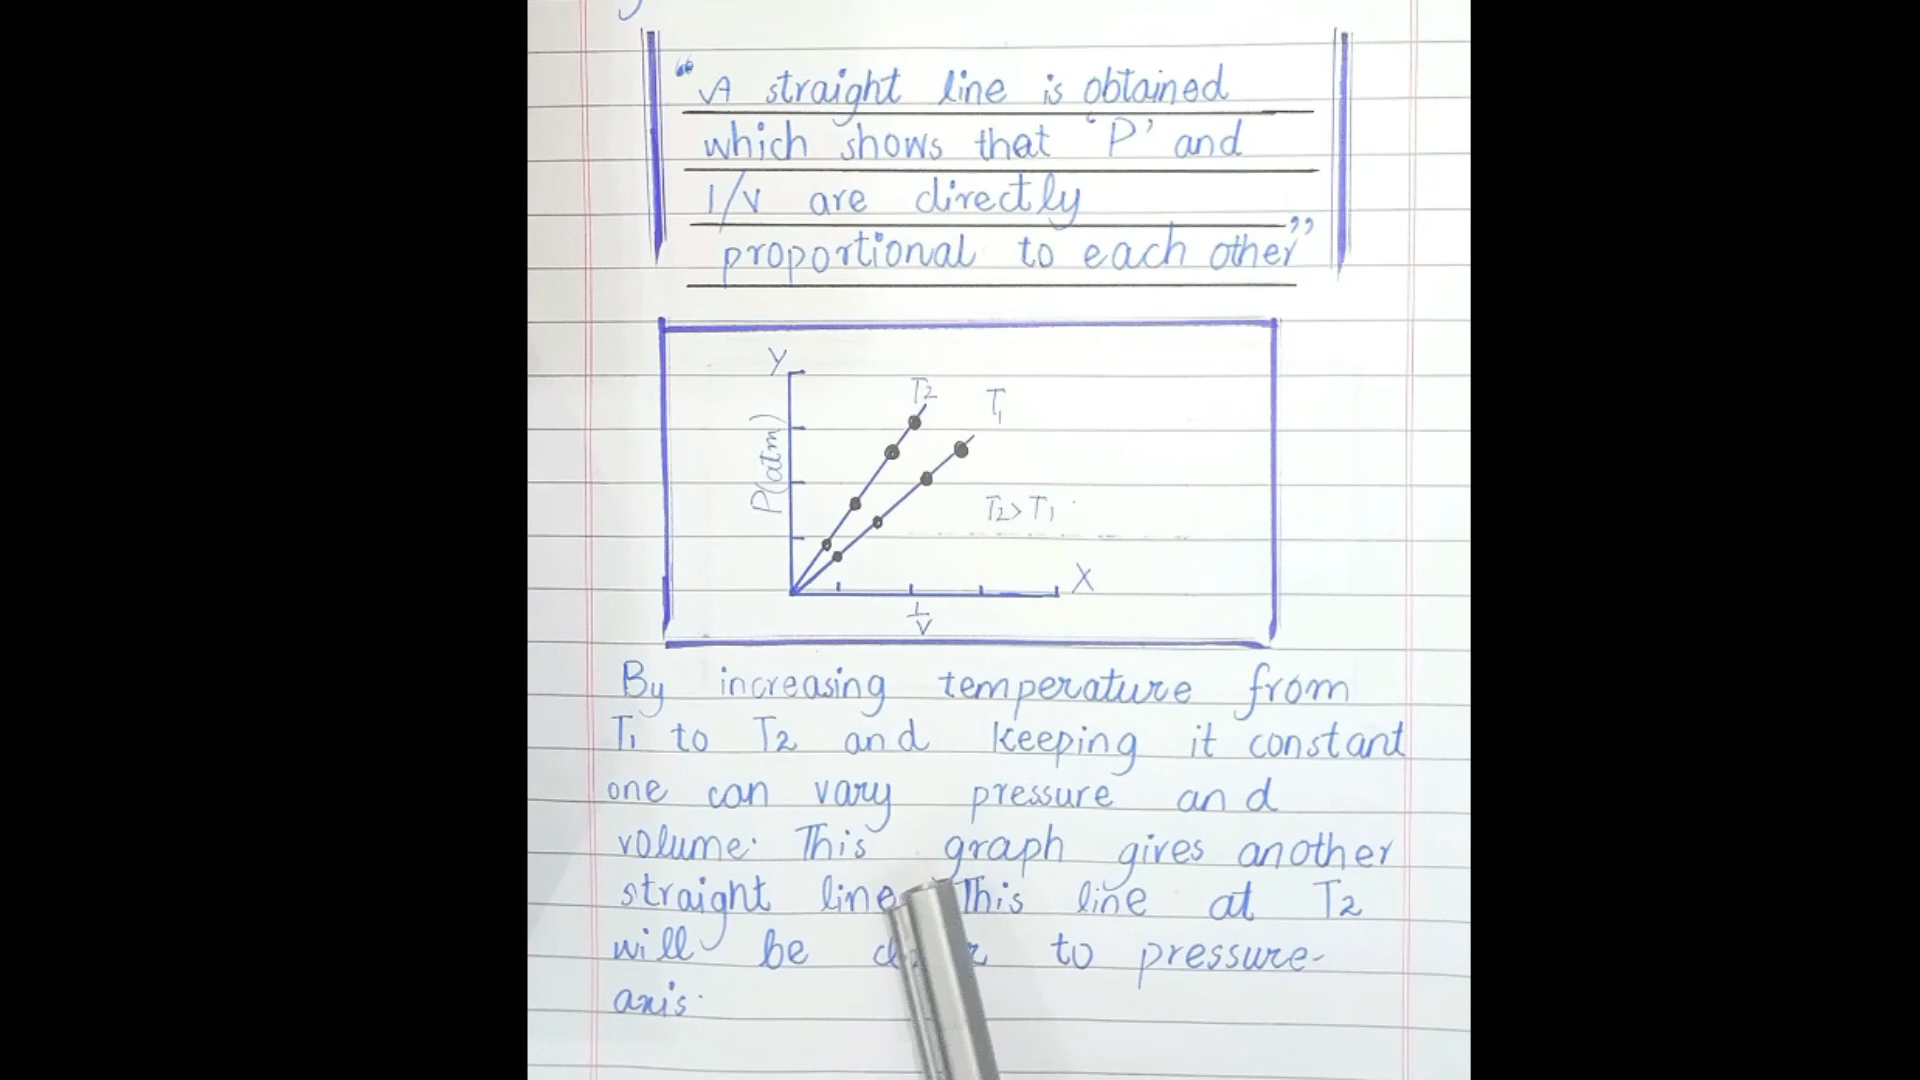 “A straight line is obtained
which shows that ‘P’ and
1/V are directly
proportional to each other”
Y
T2
T1
P(atm)
T2>T1
X
1/V
By increasing temperature from
T1 to T2 and keeping it constant
one can vary pressure and
volume. This graph gives another
straight line This line at T2
will be to pressure-
axis.